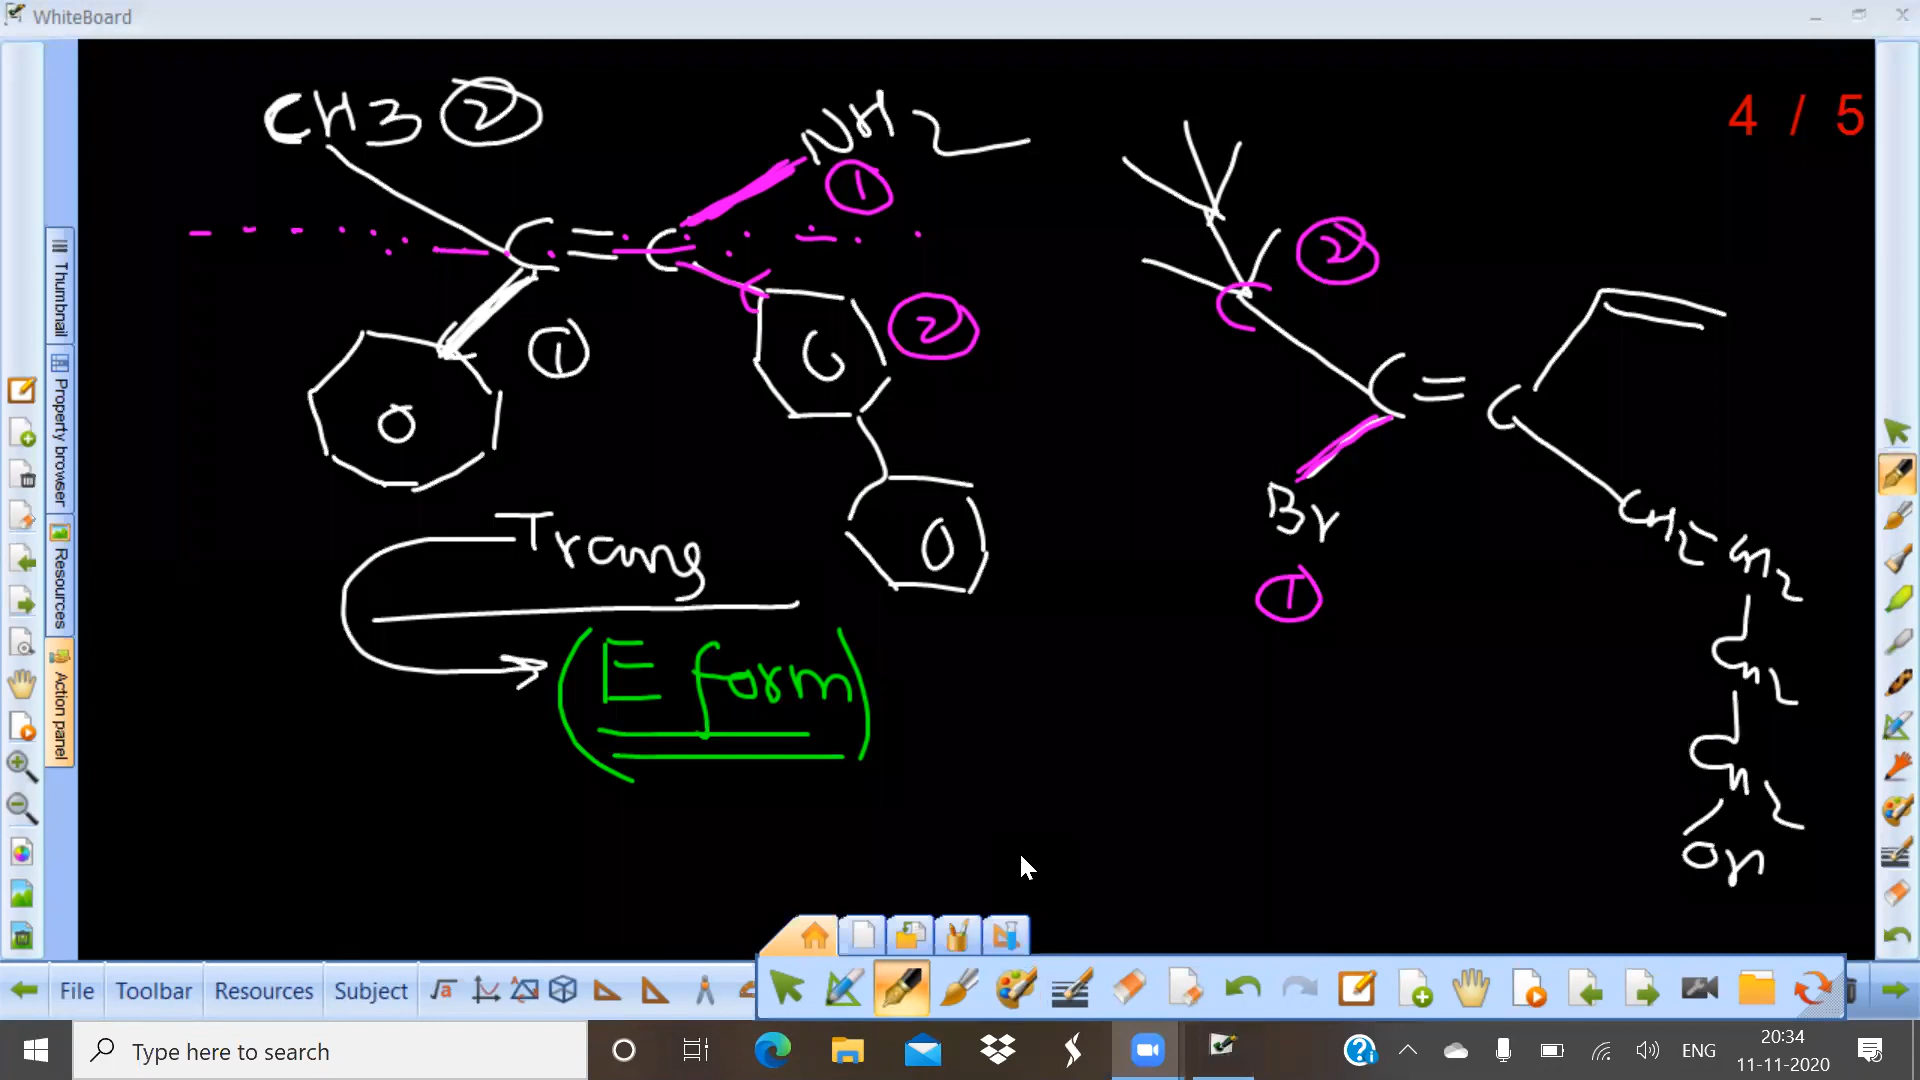 WhiteBoard
4 / 5
CH3 ②
NH2
①
②
C = C
①
②
C = C
Br
①
CH2 - CH2
CH2
CH2
OH
Trans
(E form)
Thumbnail
Property browser
Resources
Action panel
File Toolbar Resources Subject
Type here to search
ENG
20:34
11-11-2020